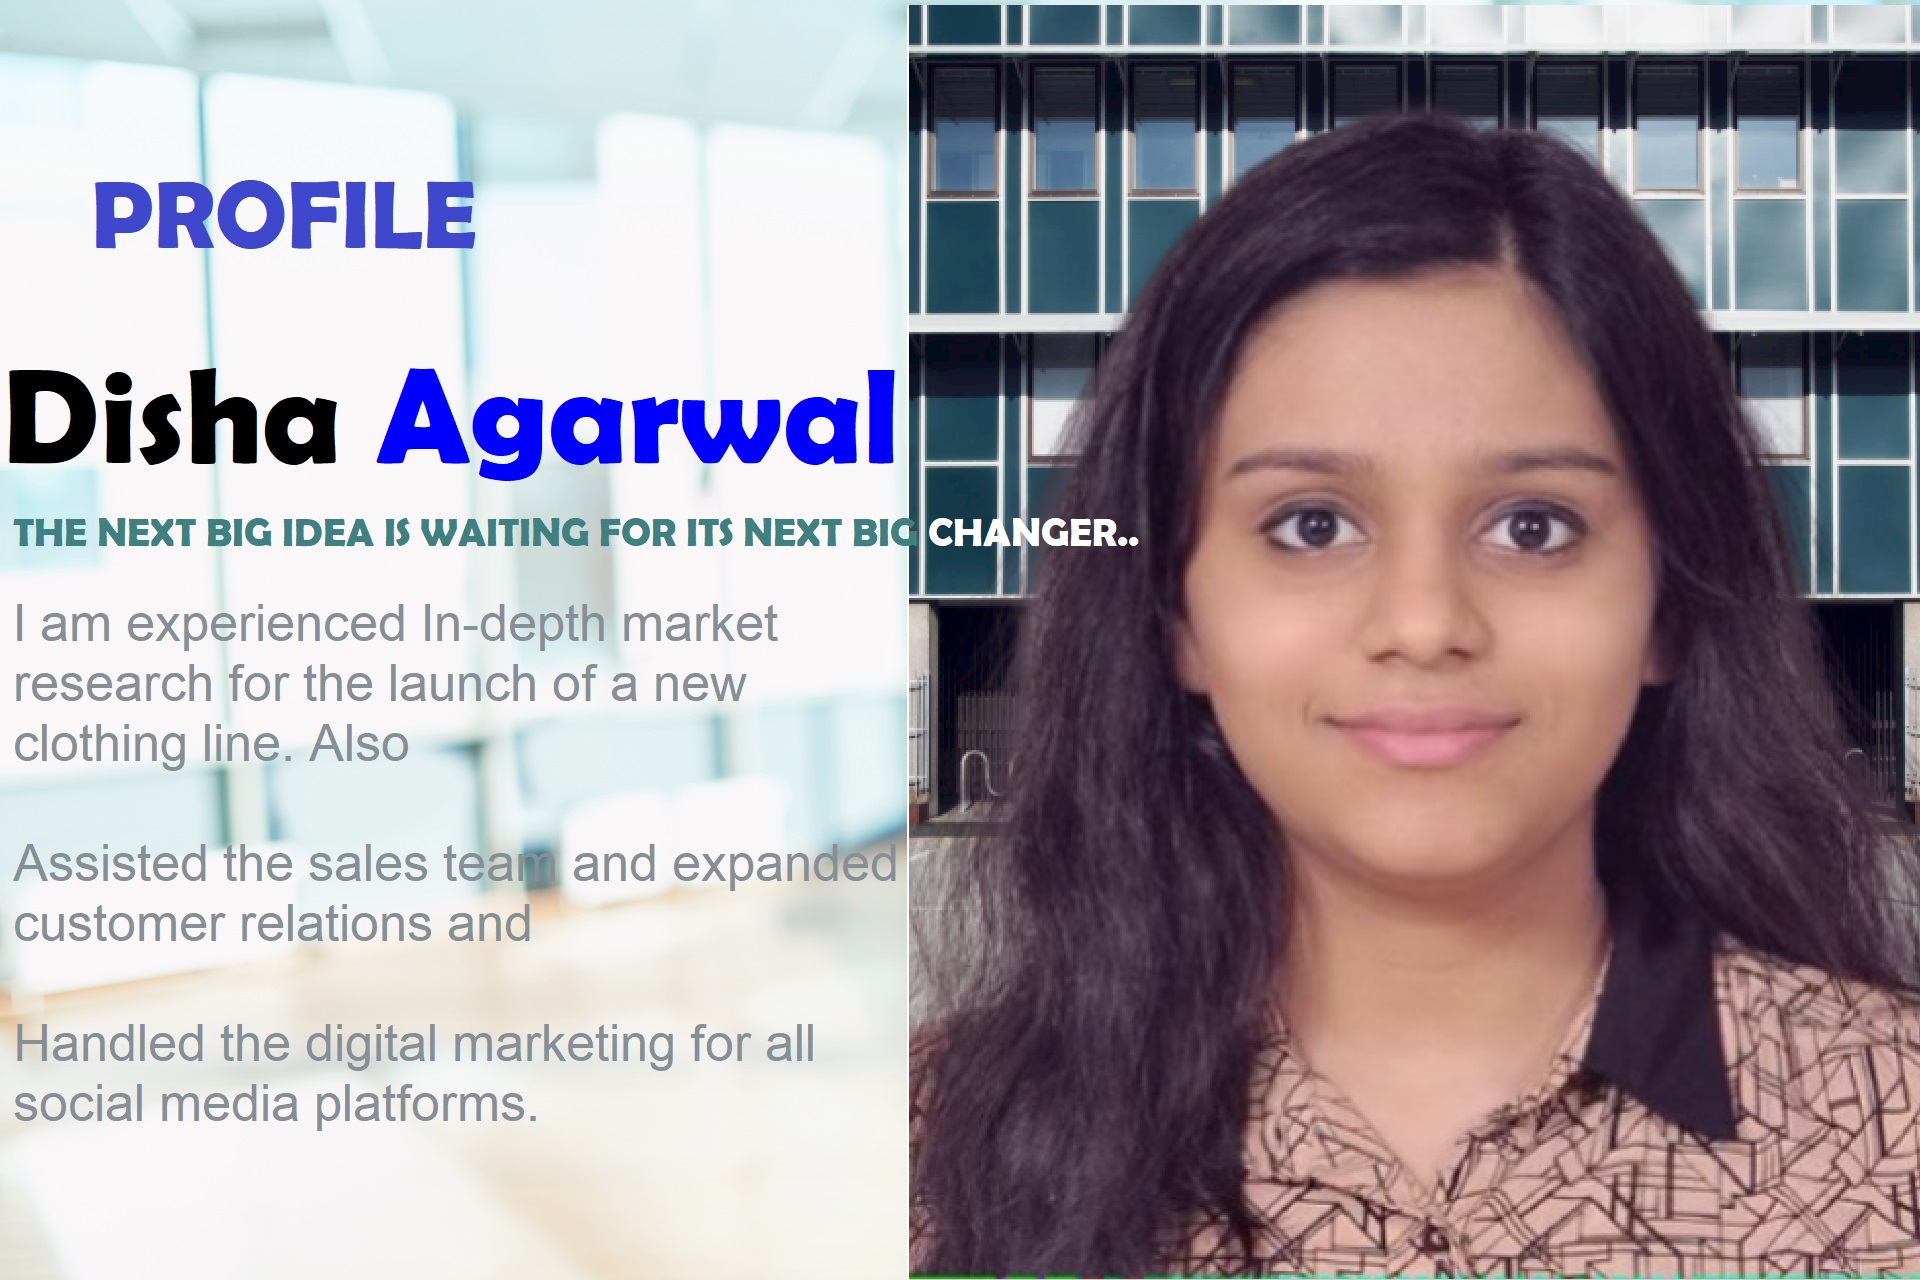 PROFILE
Disha Agarwal
THE NEXT BIG IDEA IS WAITING FOR ITS NEXT BIG CHANGER..
I am experienced In-depth market
research for the launch of a new
clothing line. Also
Assisted the sales team and expanded
customer relations and
Handled the digital marketing for all
social media platforms.